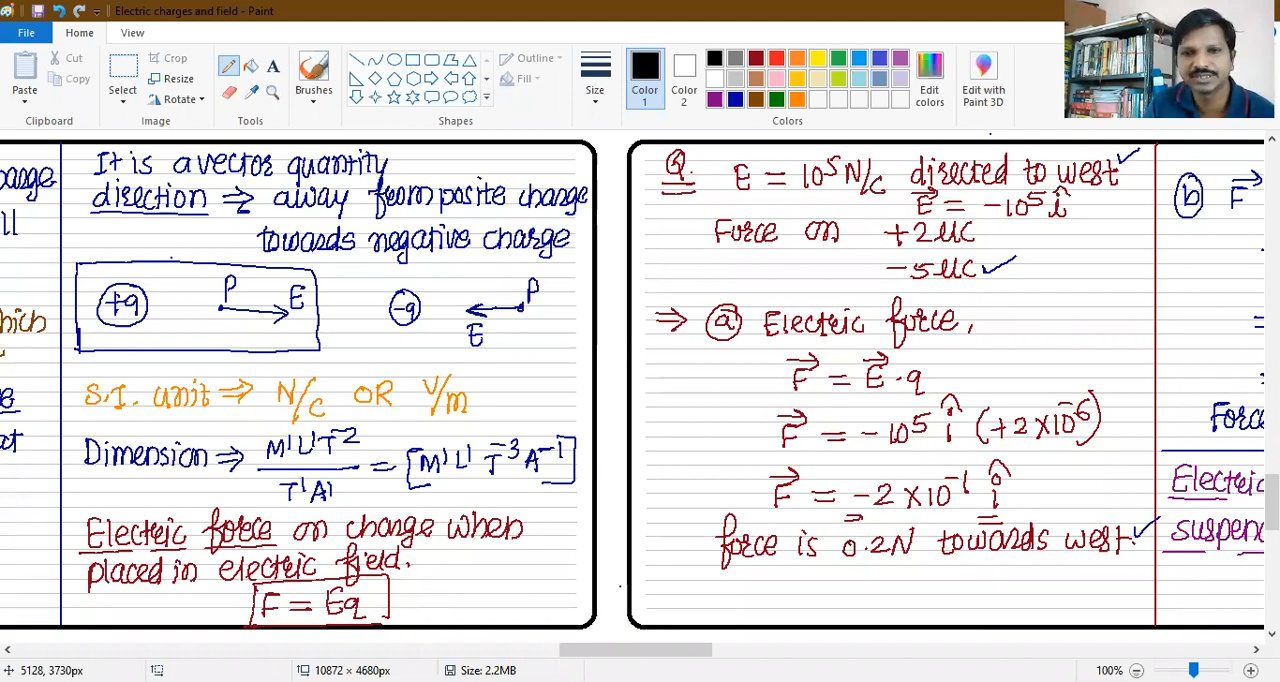 Electric charges and field - Paint
File
Home
View
Paste
Cut
Copy
Clipboard
Select
Crop
Resize
Rotate
Image
Tools
Brushes
Shapes
Outline
Fill
Size
Color 1
Color 2
Colors
Edit colors
Edit with Paint 3D
It is a vector quantity
direction ⇒ away from posite charge
towards negative charge
+q P E
-q P E
S.I. unit ⇒ N/C OR V/m
Dimension ⇒ M¹L¹T⁻² / T¹A¹ = [M¹L¹T⁻³A⁻¹]
Electric force on charge when
placed in electric field.
F = Eq
Q. E = 10⁵ N/C directed to west
E⃗ = -10⁵ î
Force on +2μC
-5μC
⇒ (a) Electric force,
F⃗ = E⃗ · q
F⃗ = -10⁵ î (+2×10⁻⁶)
F⃗ = -2×10⁻¹ î
force is 0.2N towards west.
(b) F⃗
=
=
Force
Electric
suspen
hich
at
5128, 3730px
10872 × 4680px
Size: 2.2MB
100%